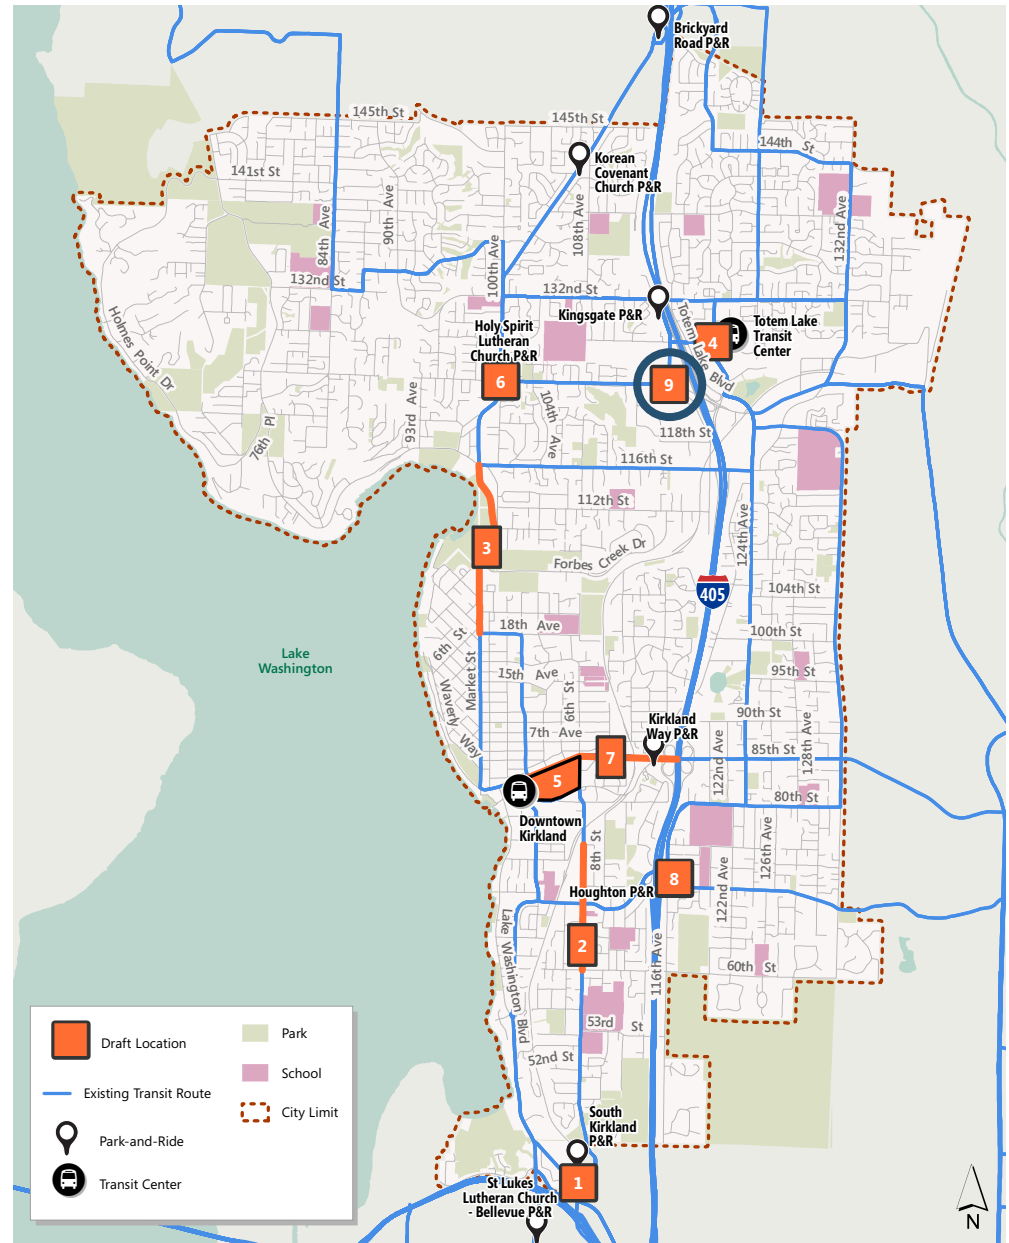 Brickyard
Road P&R
145th St
145th St
144th St
Korean
Covenant
Church P&R
141st St
84th Ave
90th Ave
108th Ave
132nd Ave
100th Ave
132nd St
132nd St
Kingsgate P&R
Totem Lake Blvd
Totem Lake
Transit
Center
4
Holmes Point Dr
Holy Spirit
Lutheran
Church P&R
6
9
93rd Ave
104th Ave
76th Pl
118th St
116th St
112th St
124th Ave
3
Forbes Creek Dr
405
104th St
18th Ave
100th St
6th St
Market St
Lake
Washington
15th Ave
95th St
6th St
Waverly Way
7th Ave
Kirkland
Way P&R
90th St
122nd Ave
128th Ave
85th St
7
5
80th St
Downtown
Kirkland
8th St
126th Ave
Houghton P&R
8
122nd Ave
Lake Washington Blvd
2
116th Ave
60th St
53rd St
52nd St
South
Kirkland
P&R
1
St Lukes
Lutheran Church
- Bellevue P&R
Draft Location
Existing Transit Route
Park-and-Ride
Transit Center
Park
School
City Limit
N